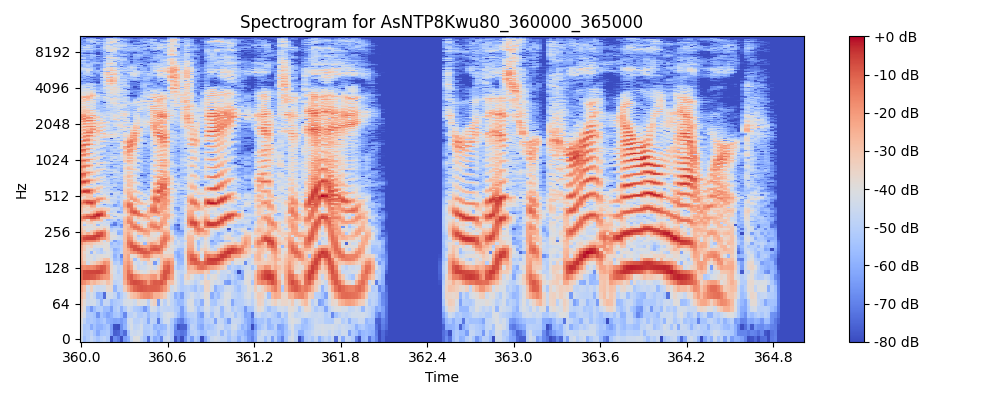 Spectrogram for AsNTP8Kwu80_360000_365000
8192
4096
2048
1024
512
256
128
64
0
Hz
360.0 360.6 361.2 361.8 362.4 363.0 363.6 364.2 364.8
Time
+0 dB
-10 dB
-20 dB
-30 dB
-40 dB
-50 dB
-60 dB
-70 dB
-80 dB